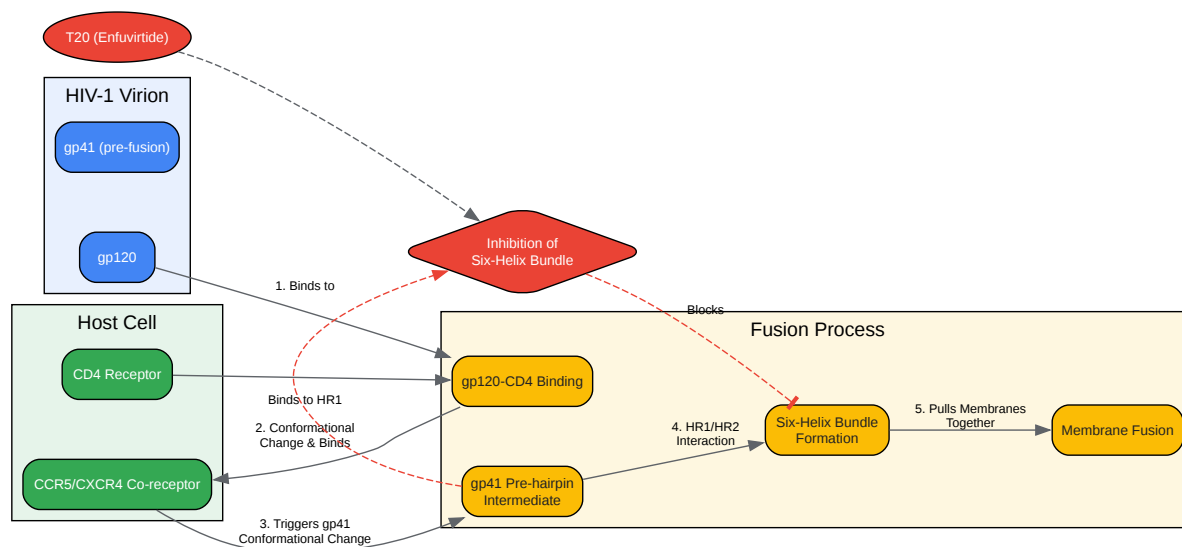 T20 (Enfuvirtide)
HIV-1 Virion
gp41 (pre-fusion)
gp120
Inhibition of
Six-Helix Bundle
1. Binds to
Blocks
Host Cell
Fusion Process
CD4 Receptor
gp120-CD4 Binding
Binds to HR1
2. Conformational
Change & Binds
4. HR1/HR2
Interaction
Six-Helix Bundle
Formation
5. Pulls Membranes
Together
Membrane Fusion
CCR5/CXCR4 Co-receptor
gp41 Pre-hairpin
Intermediate
3. Triggers gp41
Conformational Change